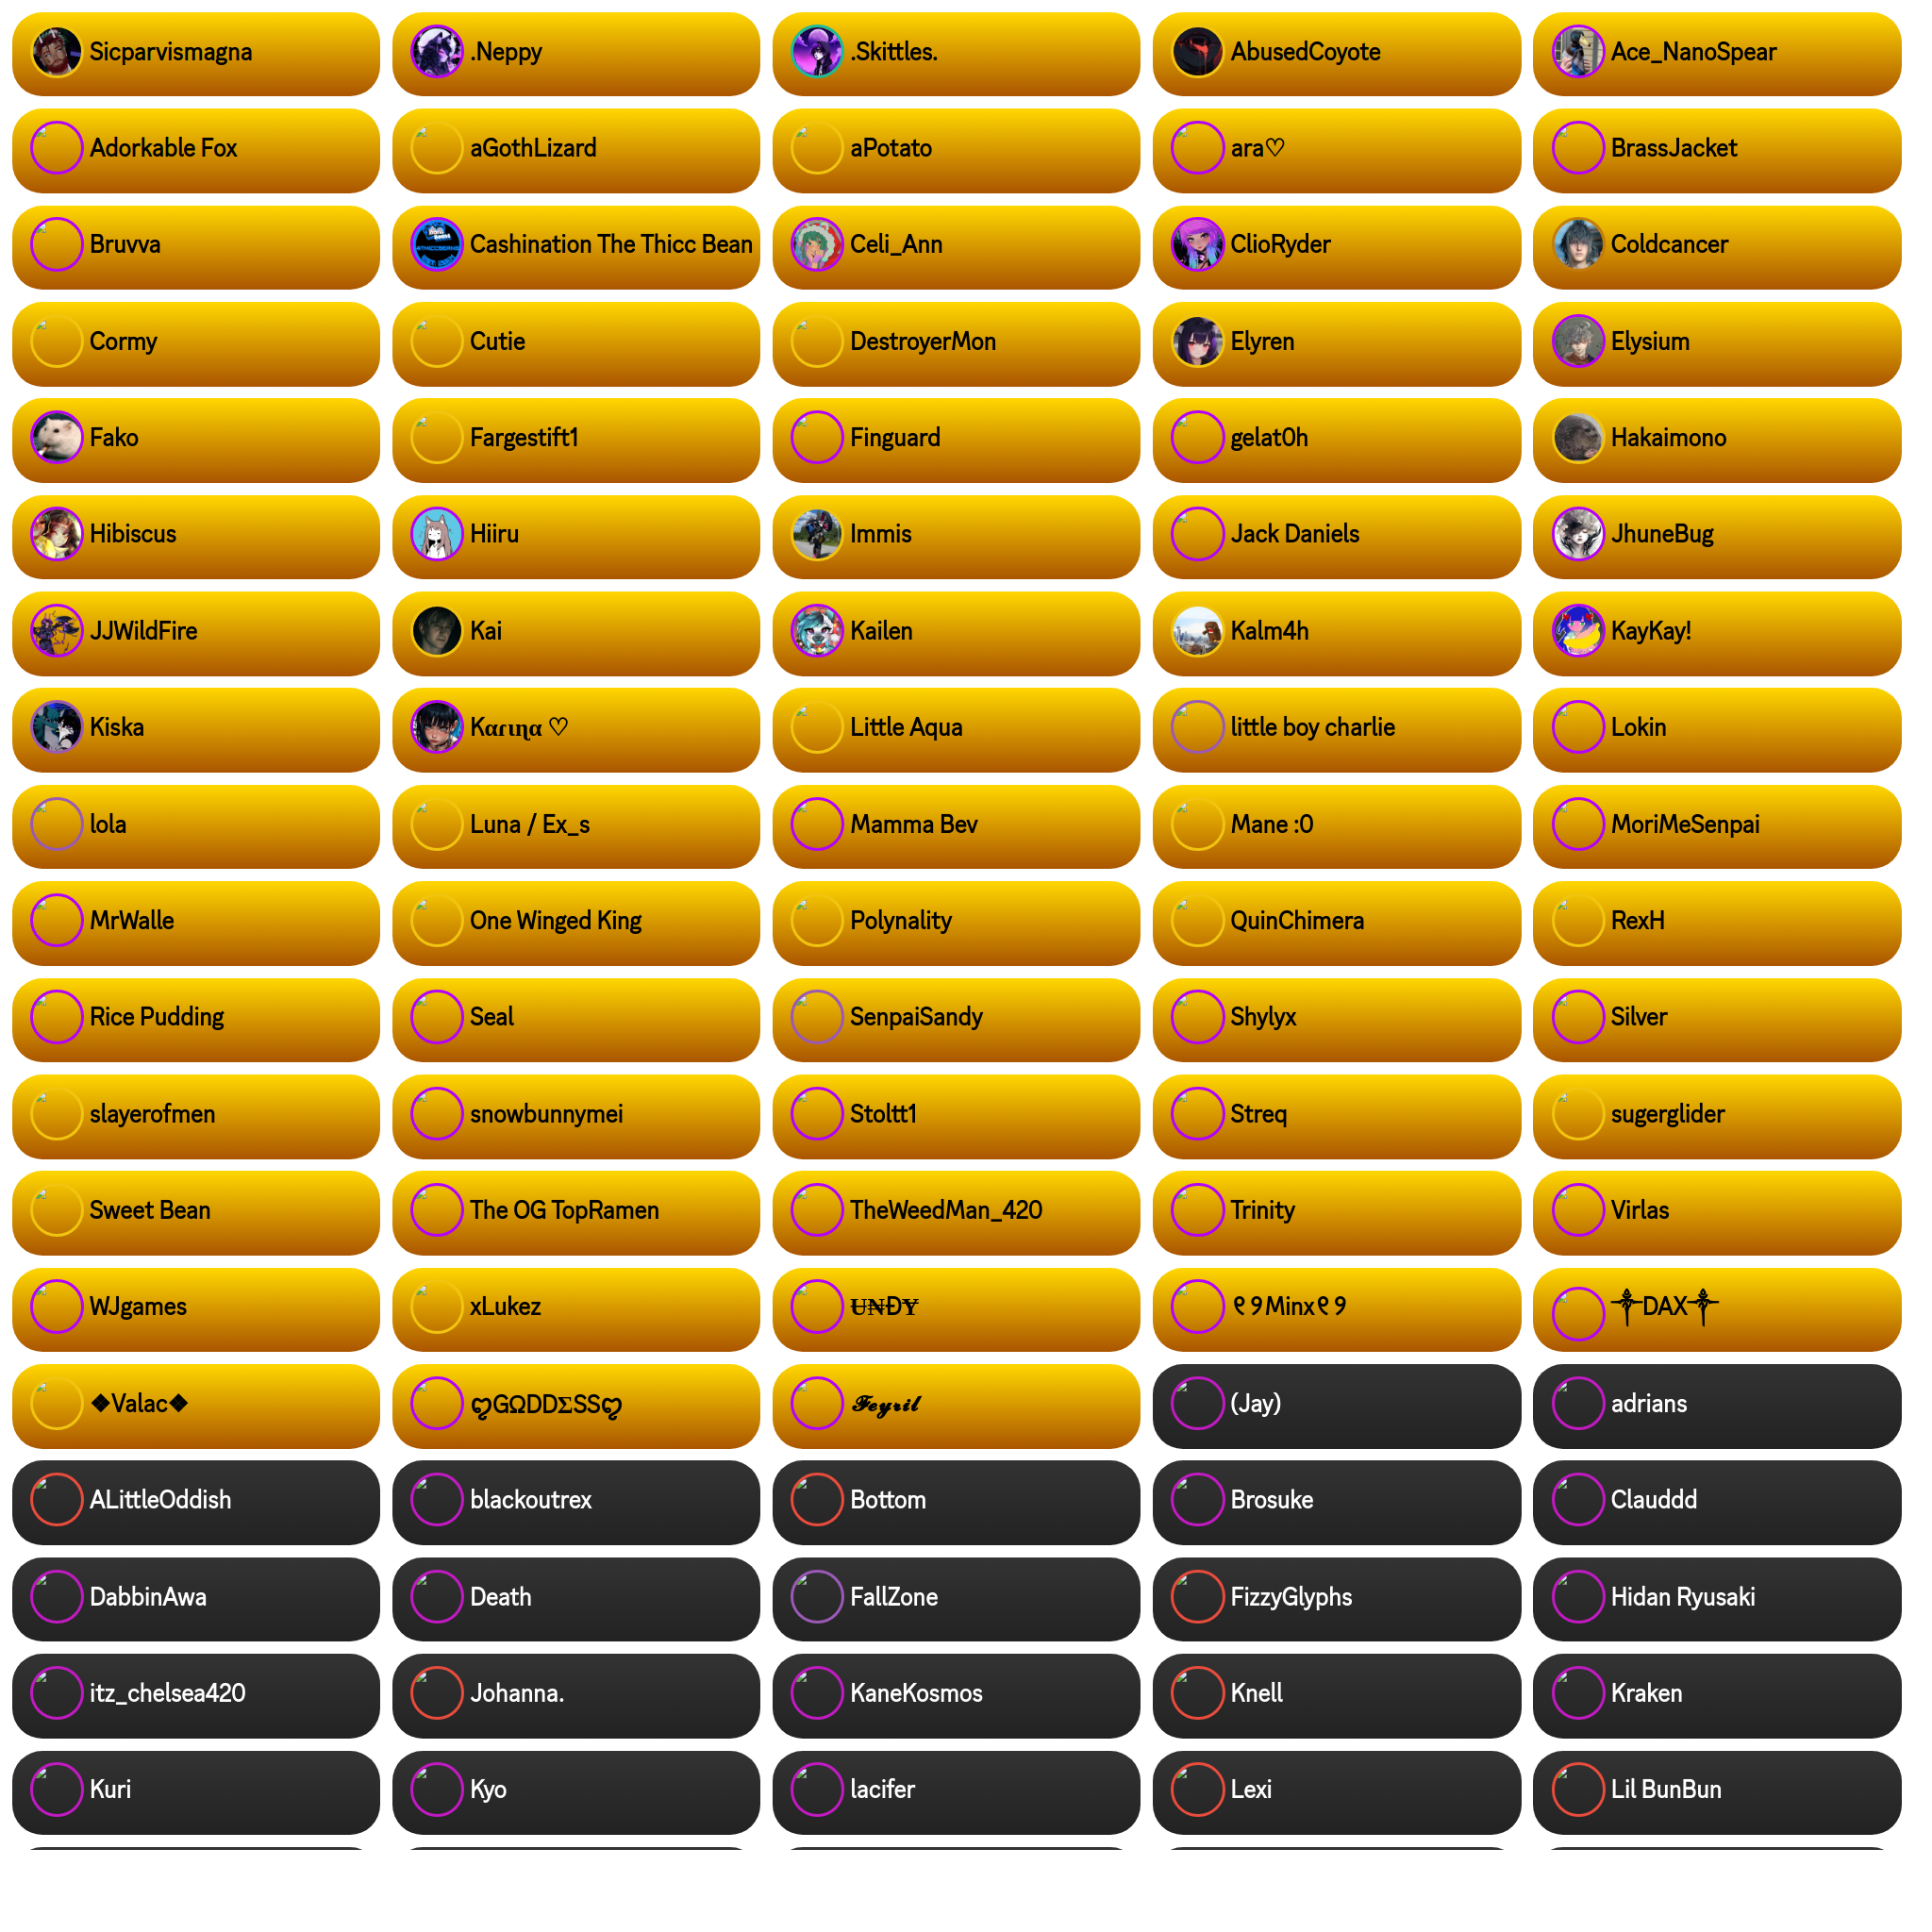 Sicparvismagna
.Neppy
.Skittles.
AbusedCoyote
Ace_NanoSpear
Adorkable Fox
aGothLizard
aPotato
ara♡
BrassJacket
Bruvva
Cashination The Thicc Bean
Celi_Ann
ClioRyder
Coldcancer
Cormy
Cutie
DestroyerMon
Elyren
Elysium
Fako
Fargestift1
Finguard
gelat0h
Hakaimono
Hibiscus
Hiiru
Immis
Jack Daniels
JhuneBug
JJWildFire
Kai
Kailen
Kalm4h
KayKay!
Kiska
Kαɾιɳα ♡
Little Aqua
little boy charlie
Lokin
lola
Luna / Ex_s
Mamma Bev
Mane :0
MoriMeSenpai
MrWalle
One Winged King
Polynality
QuinChimera
RexH
Rice Pudding
Seal
SenpaiSandy
Shylyx
Silver
slayerofmen
snowbunnymei
Stoltt1
Streq
sugerglider
Sweet Bean
The OG TopRamen
TheWeedMan_420
Trinity
Virlas
WJgames
xLukez
Ʉ₦ĐɎ
୧୨Minx୧୨
༒DAX༒
❖Valac❖
ღGΩDDΣSSღ
𝓕𝓮𝔂𝓻𝓲𝓵
(Jay)
adrians
ALittleOddish
blackoutrex
Bottom
Brosuke
Clauddd
DabbinAwa
Death
FallZone
FizzyGlyphs
Hidan Ryusaki
itz_chelsea420
Johanna.
KaneKosmos
Knell
Kraken
Kuri
Kyo
lacifer
Lexi
Lil BunBun